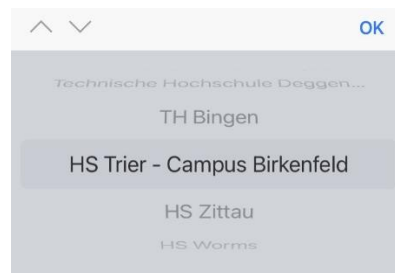 OK
Technische Hochschule Deggen...
TH Bingen
HS Trier - Campus Birkenfeld
HS Zittau
HS Worms